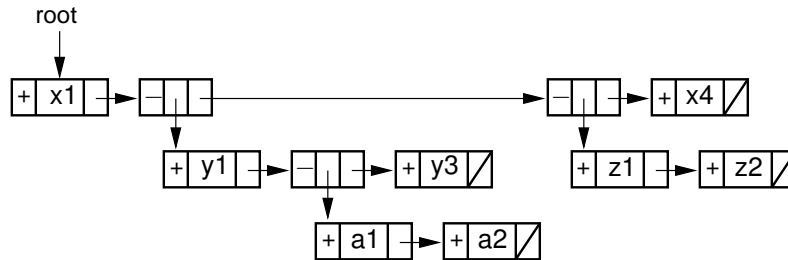 root
+ x1 − − + x4
+ y1 − + y3 + z1 + z2
+ a1 + a2